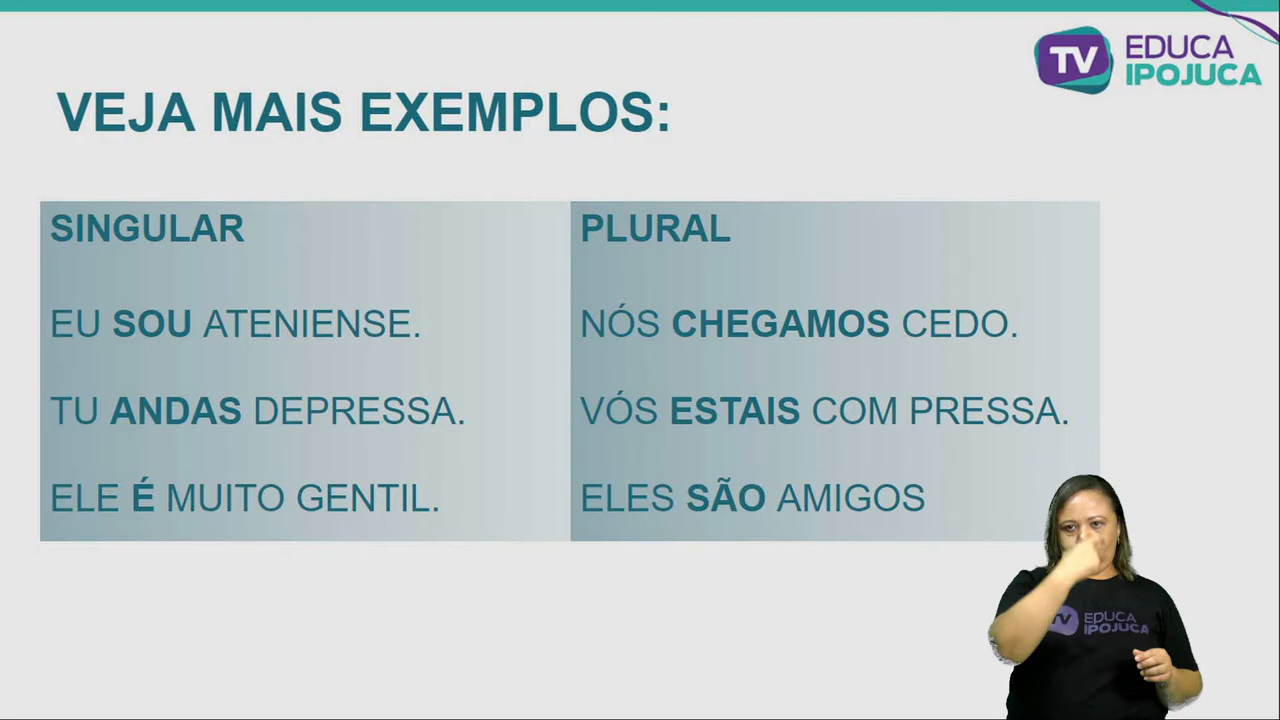 TV EDUCA
IPOJUCA
VEJA MAIS EXEMPLOS:
SINGULAR
EU SOU ATENIENSE.
TU ANDAS DEPRESSA.
ELE É MUITO GENTIL.
PLURAL
NÓS CHEGAMOS CEDO.
VÓS ESTAIS COM PRESSA.
ELES SÃO AMIGOS
TV EDUCA
IPOJUCA